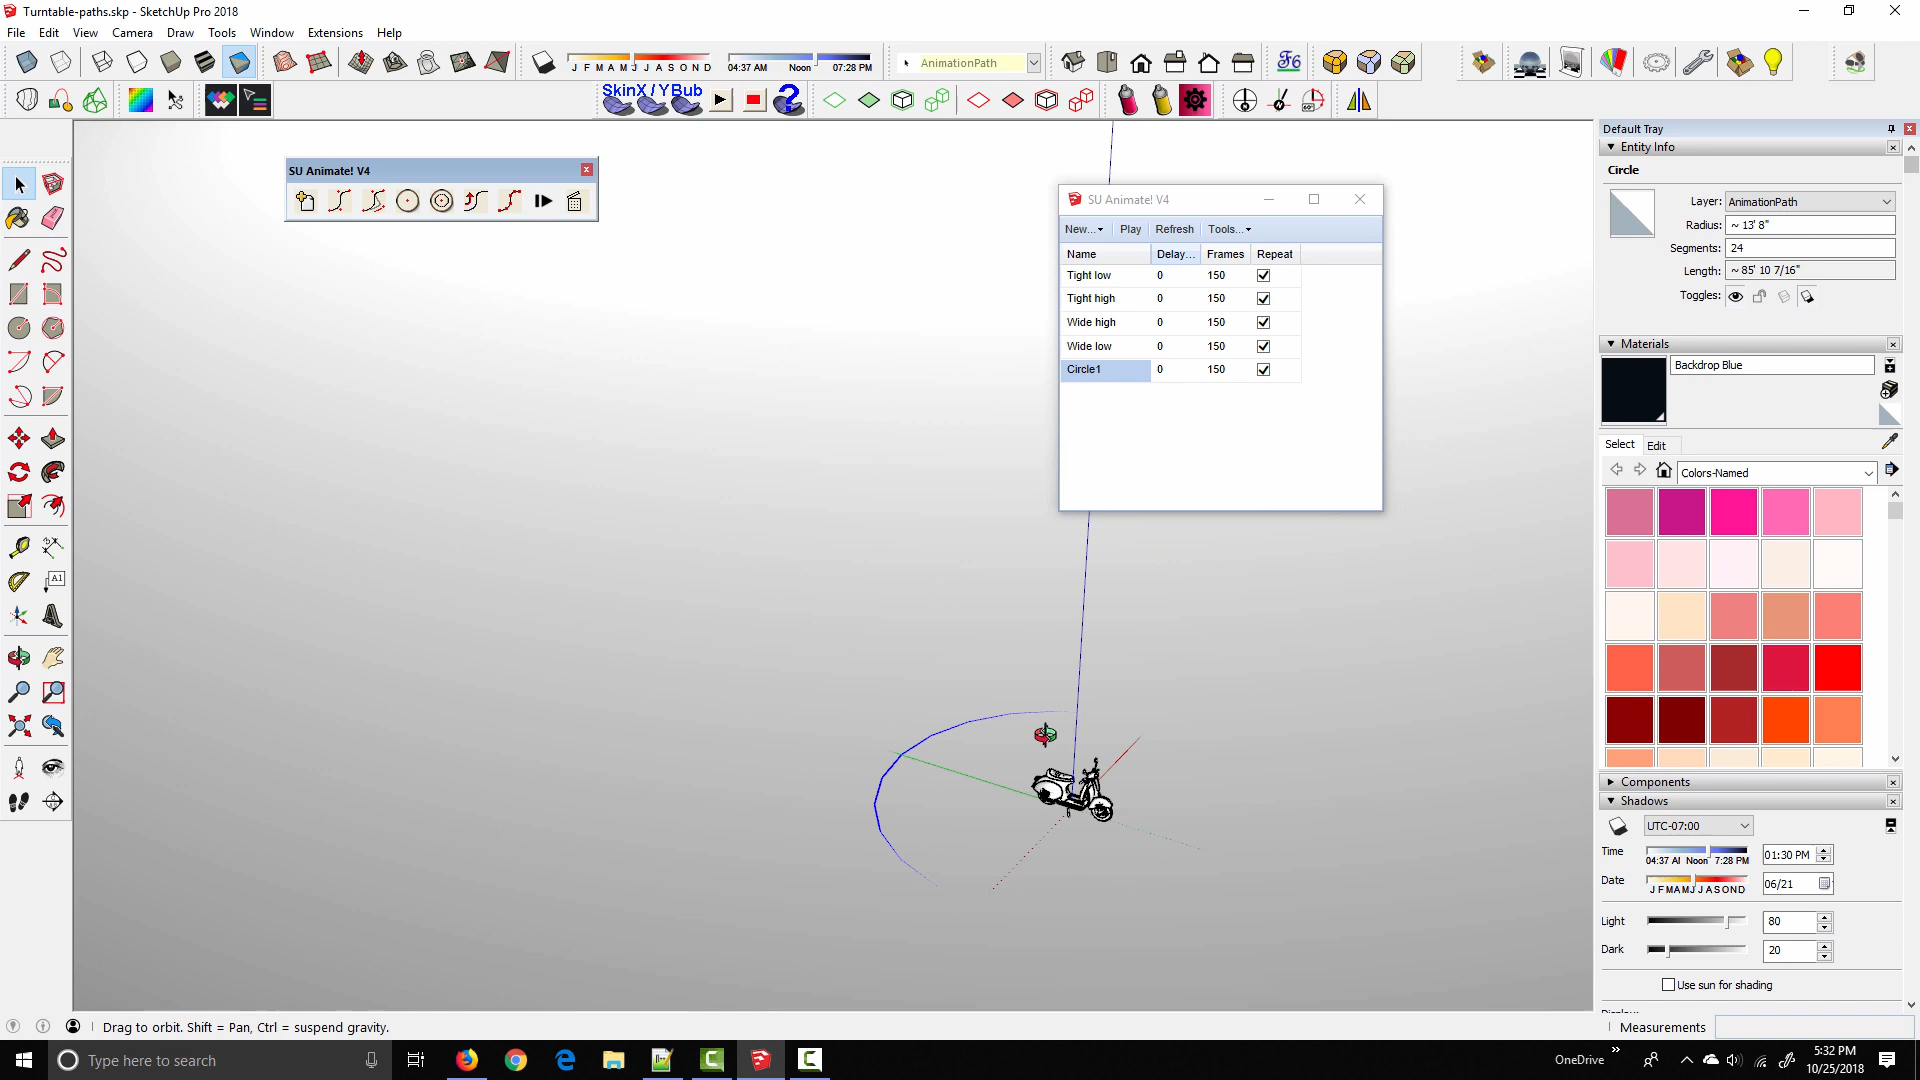 Turntable-paths.skp - SketchUp Pro 2018
File Edit View Camera Draw Tools Window Extensions Help
J F M A M J J A S O N D
04:37 AM Noon 07:28 PM
AnimationPath
SkinX / YBub
SU Animate! V4
SU Animate! V4
New... Play Refresh Tools...
Name Delay... Frames Repeat
Tight low 0 150
Tight high 0 150
Wide high 0 150
Wide low 0 150
Circle1 0 150
Default Tray
Entity Info
Circle
Layer: AnimationPath
Radius: ~ 13' 8"
Segments: 24
Length: ~ 85' 10 7/16"
Toggles:
Materials
Backdrop Blue
Select Edit
Colors-Named
Components
Shadows
UTC-07:00
Time 04:37 AM Noon 7:28 PM 01:30 PM
Date J F M A M J J A S O N D 06/21
Light 80
Dark 20
Use sun for shading
A1
Drag to orbit. Shift = Pan, Ctrl = suspend gravity.
Measurements
Type here to search
OneDrive
5:32 PM
10/25/2018